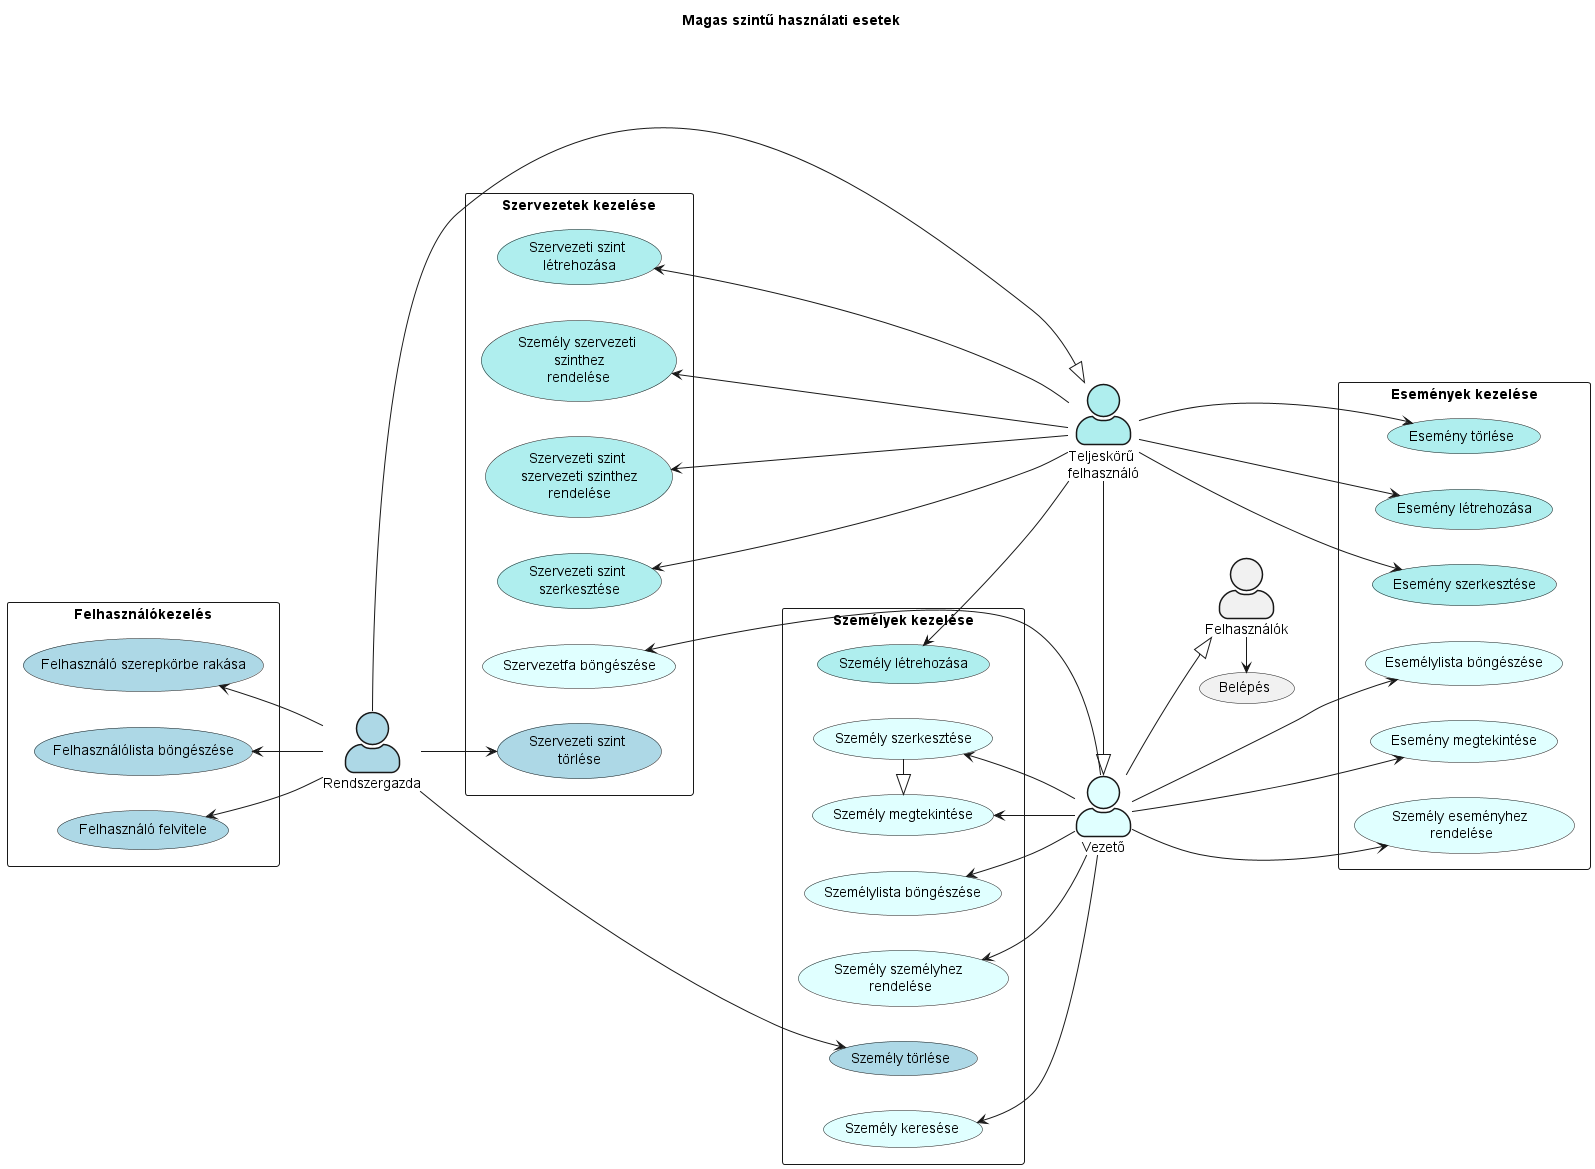 Magas szintű használati esetek
Felhasználókezelés
Felhasználó szerepkörbe rakása
Felhasználólista böngészése
Felhasználó felvitele
Rendszergazda
Szervezetek kezelése
Szervezeti szint
létrehozása
Személy szervezeti
szinthez
rendelése
Szervezeti szint
szervezeti szinthez
rendelése
Szervezeti szint
szerkesztése
Szervezetfa böngészése
Szervezeti szint
törlése
Személyek kezelése
Személy létrehozása
Személy szerkesztése
Személy megtekintése
Személylista böngészése
Személy személyhez
rendelése
Személy törlése
Személy keresése
Teljeskörű
felhasználó
Vezető
Felhasználók
Belépés
Események kezelése
Esemény törlése
Esemény létrehozása
Esemény szerkesztése
Esemélylista böngészése
Esemény megtekintése
Személy eseményhez
rendelése